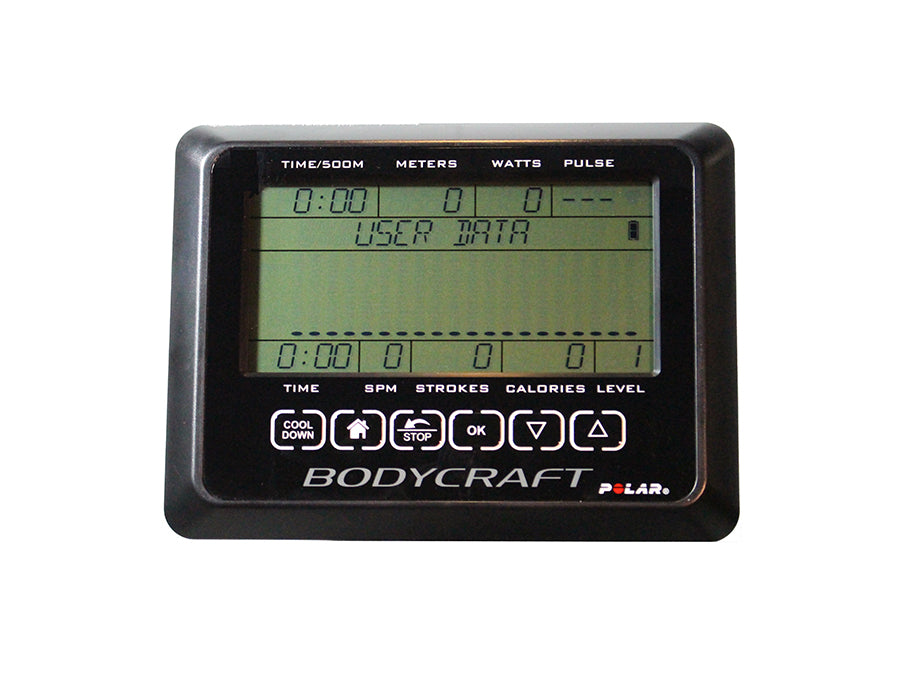 TIME/500M METERS WATTS PULSE
0:00 0 0 ---
USER DATA
0:00 0 0 0 1
TIME SPM STROKES CALORIES LEVEL
COOL DOWN STOP OK
BODYCRAFT
POLAR®